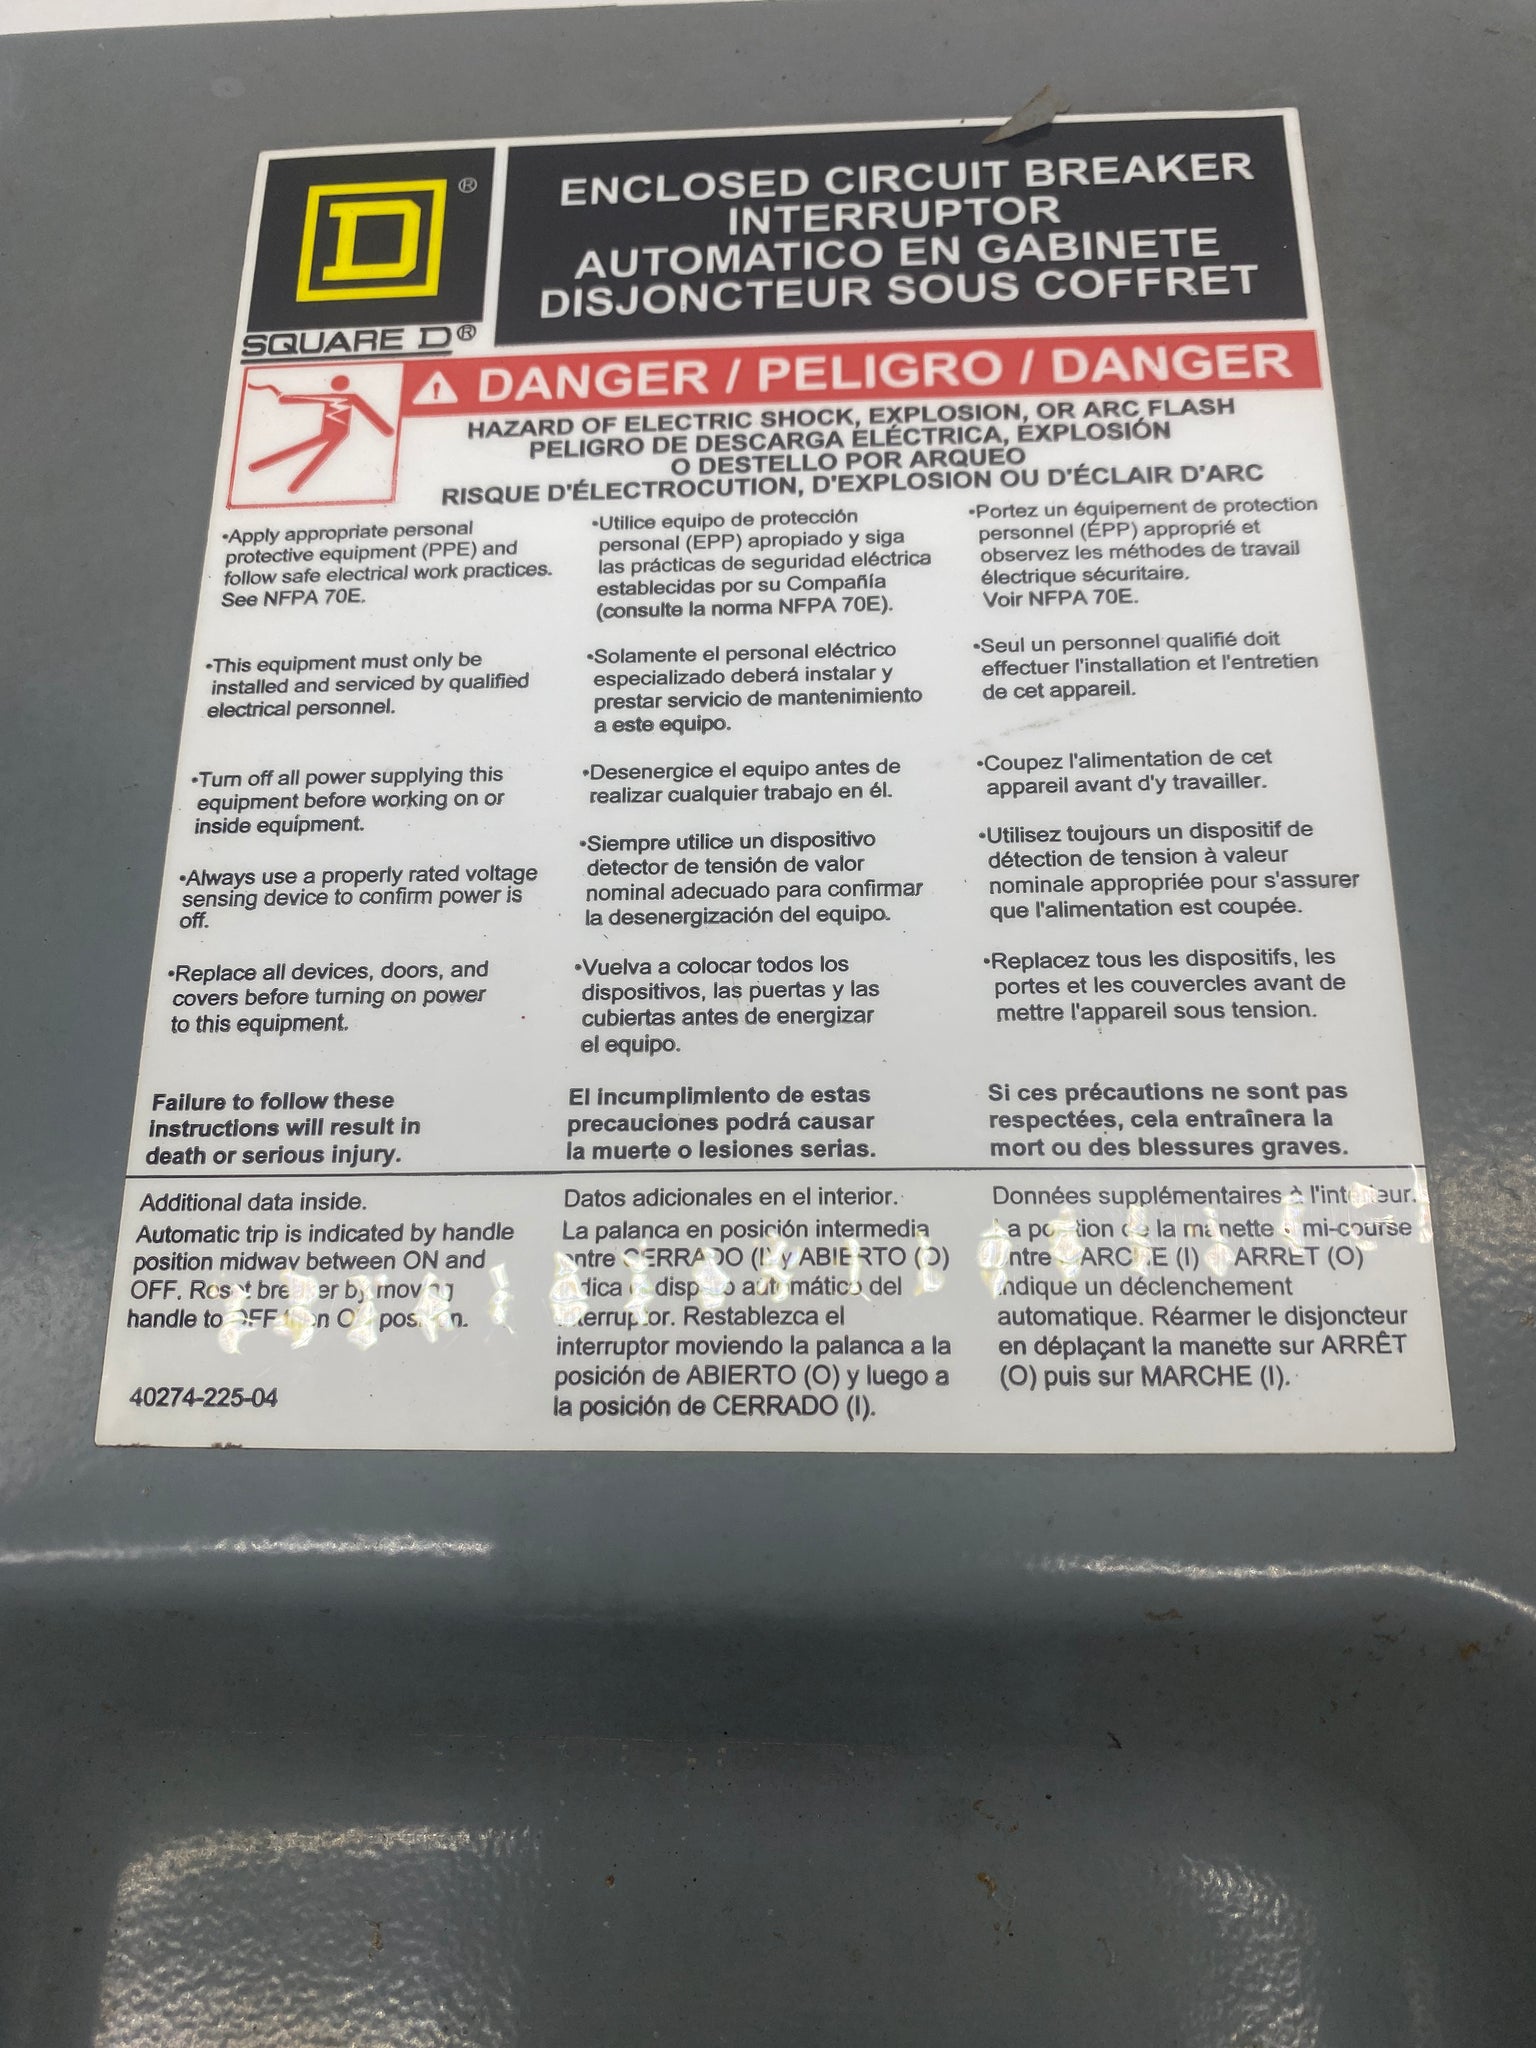 D®
SQUARE D®
ENCLOSED CIRCUIT BREAKER
INTERRUPTOR
AUTOMATICO EN GABINETE
DISJONCTEUR SOUS COFFRET
DANGER / PELIGRO / DANGER
HAZARD OF ELECTRIC SHOCK, EXPLOSION, OR ARC FLASH
PELIGRO DE DESCARGA ELÉCTRICA, EXPLOSIÓN
O DESTELLO POR ARQUEO
RISQUE D'ÉLECTROCUTION, D'EXPLOSION OU D'ÉCLAIR D'ARC
•Apply appropriate personal
protective equipment (PPE) and
follow safe electrical work practices.
See NFPA 70E.
•This equipment must only be
installed and serviced by qualified
electrical personnel.
•Turn off all power supplying this
equipment before working on or
inside equipment.
•Always use a properly rated voltage
sensing device to confirm power is
off.
•Replace all devices, doors, and
covers before turning on power
to this equipment.
Failure to follow these
instructions will result in
death or serious injury.
•Utilice equipo de protección
personal (EPP) apropiado y siga
las prácticas de seguridad eléctrica
establecidas por su Compañía
(consulte la norma NFPA 70E).
•Solamente el personal eléctrico
especializado deberá instalar y
prestar servicio de mantenimiento
a este equipo.
•Desenergice el equipo antes de
realizar cualquier trabajo en él.
•Siempre utilice un dispositivo
detector de tensión de valor
nominal adecuado para confirmar
la desenergización del equipo.
•Vuelva a colocar todos los
dispositivos, las puertas y las
cubiertas antes de energizar
el equipo.
El incumplimiento de estas
precauciones podrá causar
la muerte o lesiones serias.
•Portez un équipement de protection
personnel (ÉPP) approprié et
observez les méthodes de travail
électrique sécuritaire.
Voir NFPA 70E.
•Seul un personnel qualifié doit
effectuer l'installation et l'entretien
de cet appareil.
•Coupez l'alimentation de cet
appareil avant d'y travailler.
•Utilisez toujours un dispositif de
détection de tension à valeur
nominale appropriée pour s'assurer
que l'alimentation est coupée.
•Replacez tous les dispositifs, les
portes et les couvercles avant de
mettre l'appareil sous tension.
Si ces précautions ne sont pas
respectées, cela entraînera la
mort ou des blessures graves.
Additional data inside.
Automatic trip is indicated by handle
position midway between ON and
OFF. Reset breaker by moving
handle to OFF then ON position.
40274-225-04
Datos adicionales en el interior.
La palanca en posición intermedia
entre CERRADO (I) y ABIERTO (O)
indica disparo automático del
interruptor. Restablezca el
interruptor moviendo la palanca a la
posición de ABIERTO (O) y luego a
la posición de CERRADO (I).
Données supplémentaires à l'intérieur.
La position de la manette à mi-course
entre MARCHE (I) ARRÊT (O)
indique un déclenchement
automatique. Réarmer le disjoncteur
en déplaçant la manette sur ARRÊT
(O) puis sur MARCHE (I).